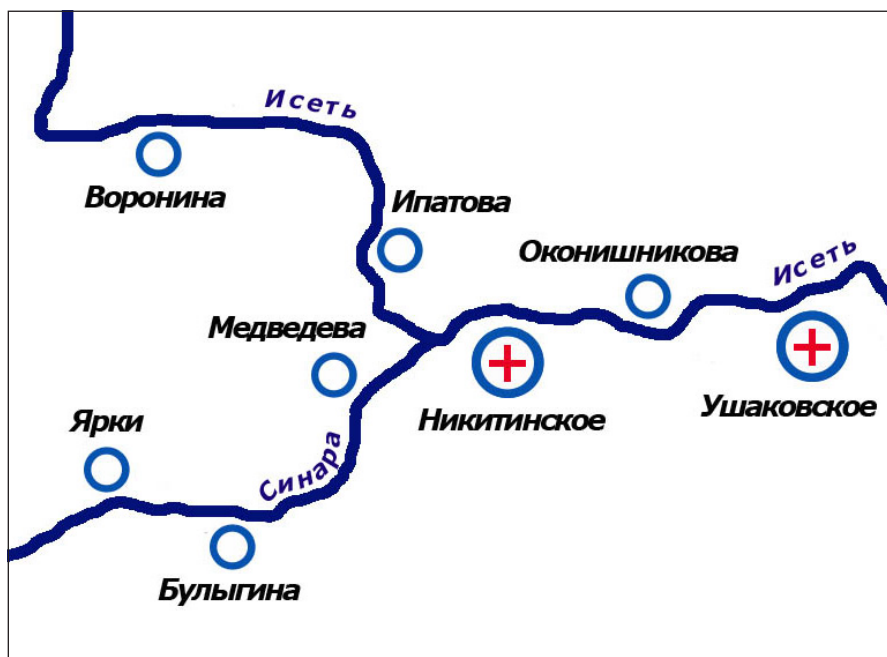 Исеть
Воронина
Ипатова
Оконишникова
Исеть
Медведева
Никитинское
Ушаковское
Ярки
Синара
Булыгина